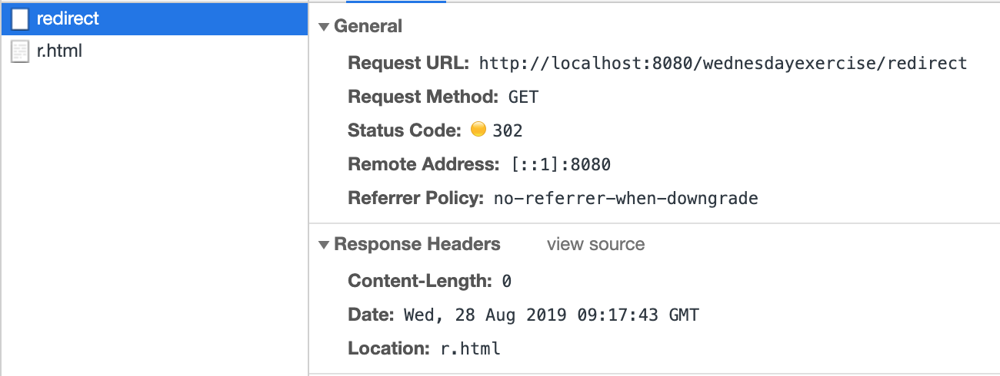 redirect
r.html
General
Request URL: http://localhost:8080/wednesdayexercise/redirect
Request Method: GET
Status Code: 302
Remote Address: [::1]:8080
Referrer Policy: no-referrer-when-downgrade
Response Headers view source
Content-Length: 0
Date: Wed, 28 Aug 2019 09:17:43 GMT
Location: r.html